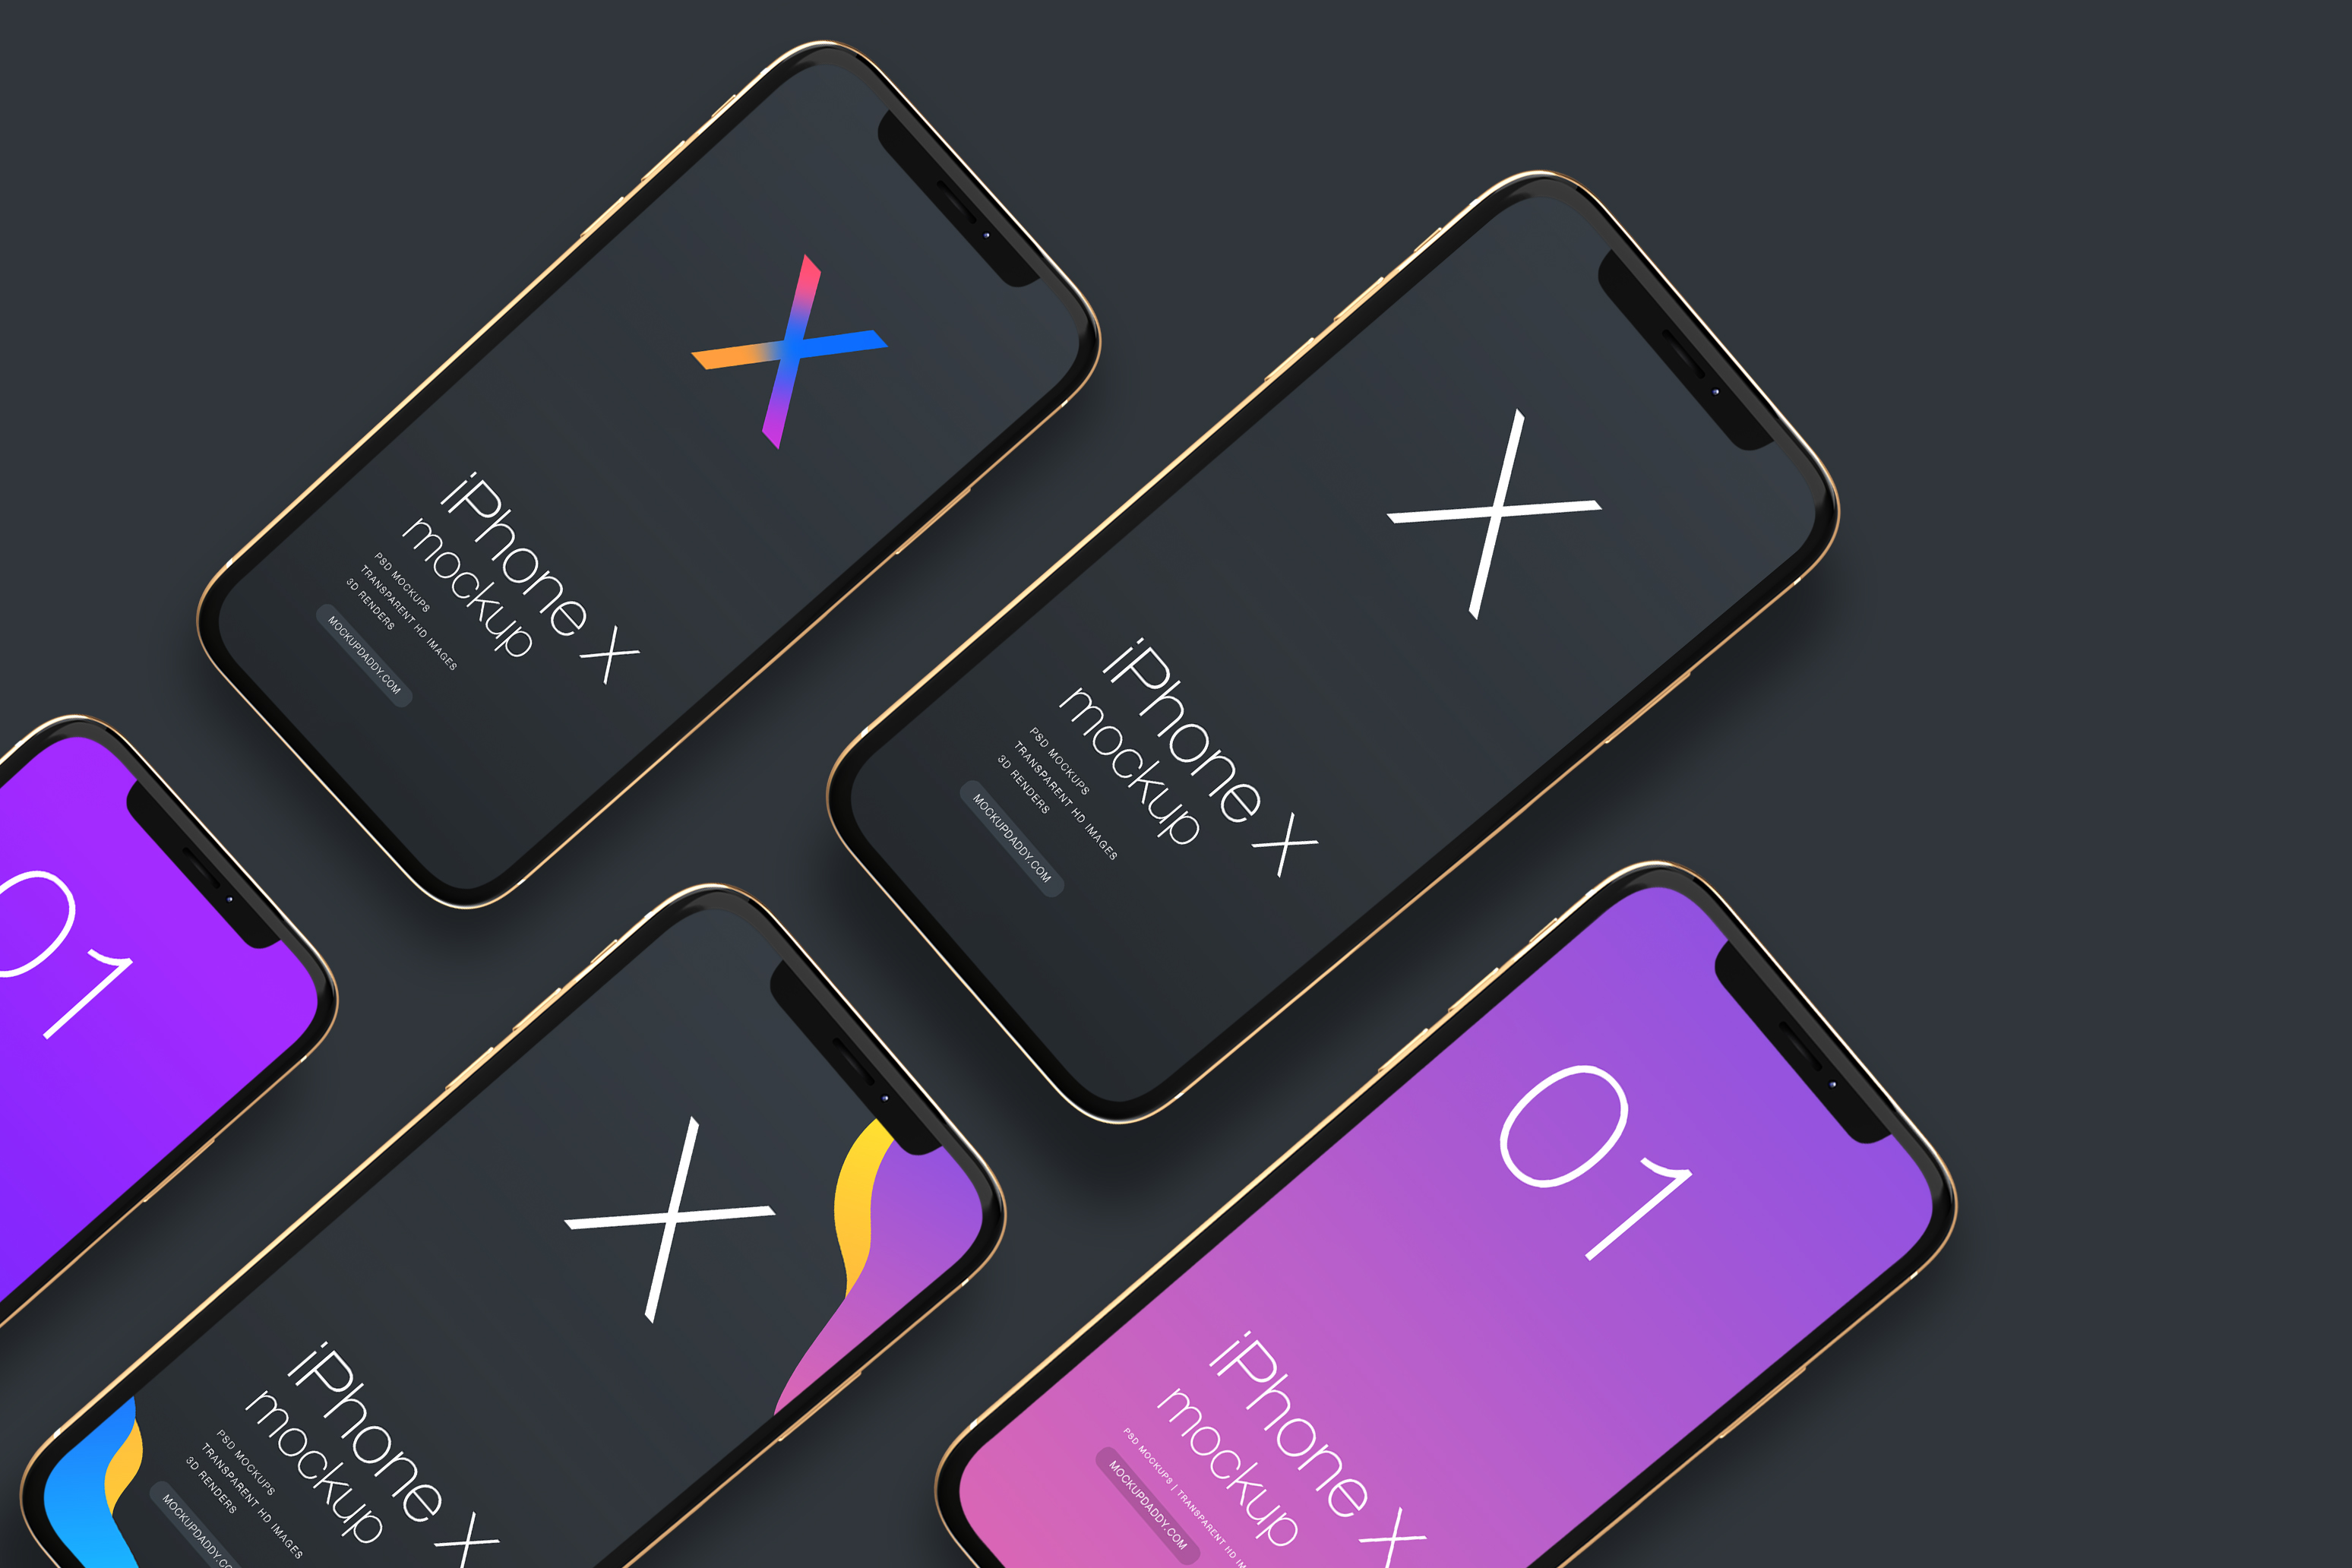 X
iPhone X
mockup
PSD MOCKUPS
TRANSPARENT HD IMAGES
3D RENDERS
MOCKUPDADDY.COM
X
iPhone X
mockup
PSD MOCKUPS
TRANSPARENT HD IMAGES
3D RENDERS
MOCKUPDADDY.COM
01
X
iPhone X
mockup
PSD MOCKUPS
TRANSPARENT HD IMAGES
3D RENDERS
MOCKUPDADDY.CO
01
iPhone X
mockup
PSD MOCKUPS | TRANSPARENT HD IM
MOCKUPDADDY.COM